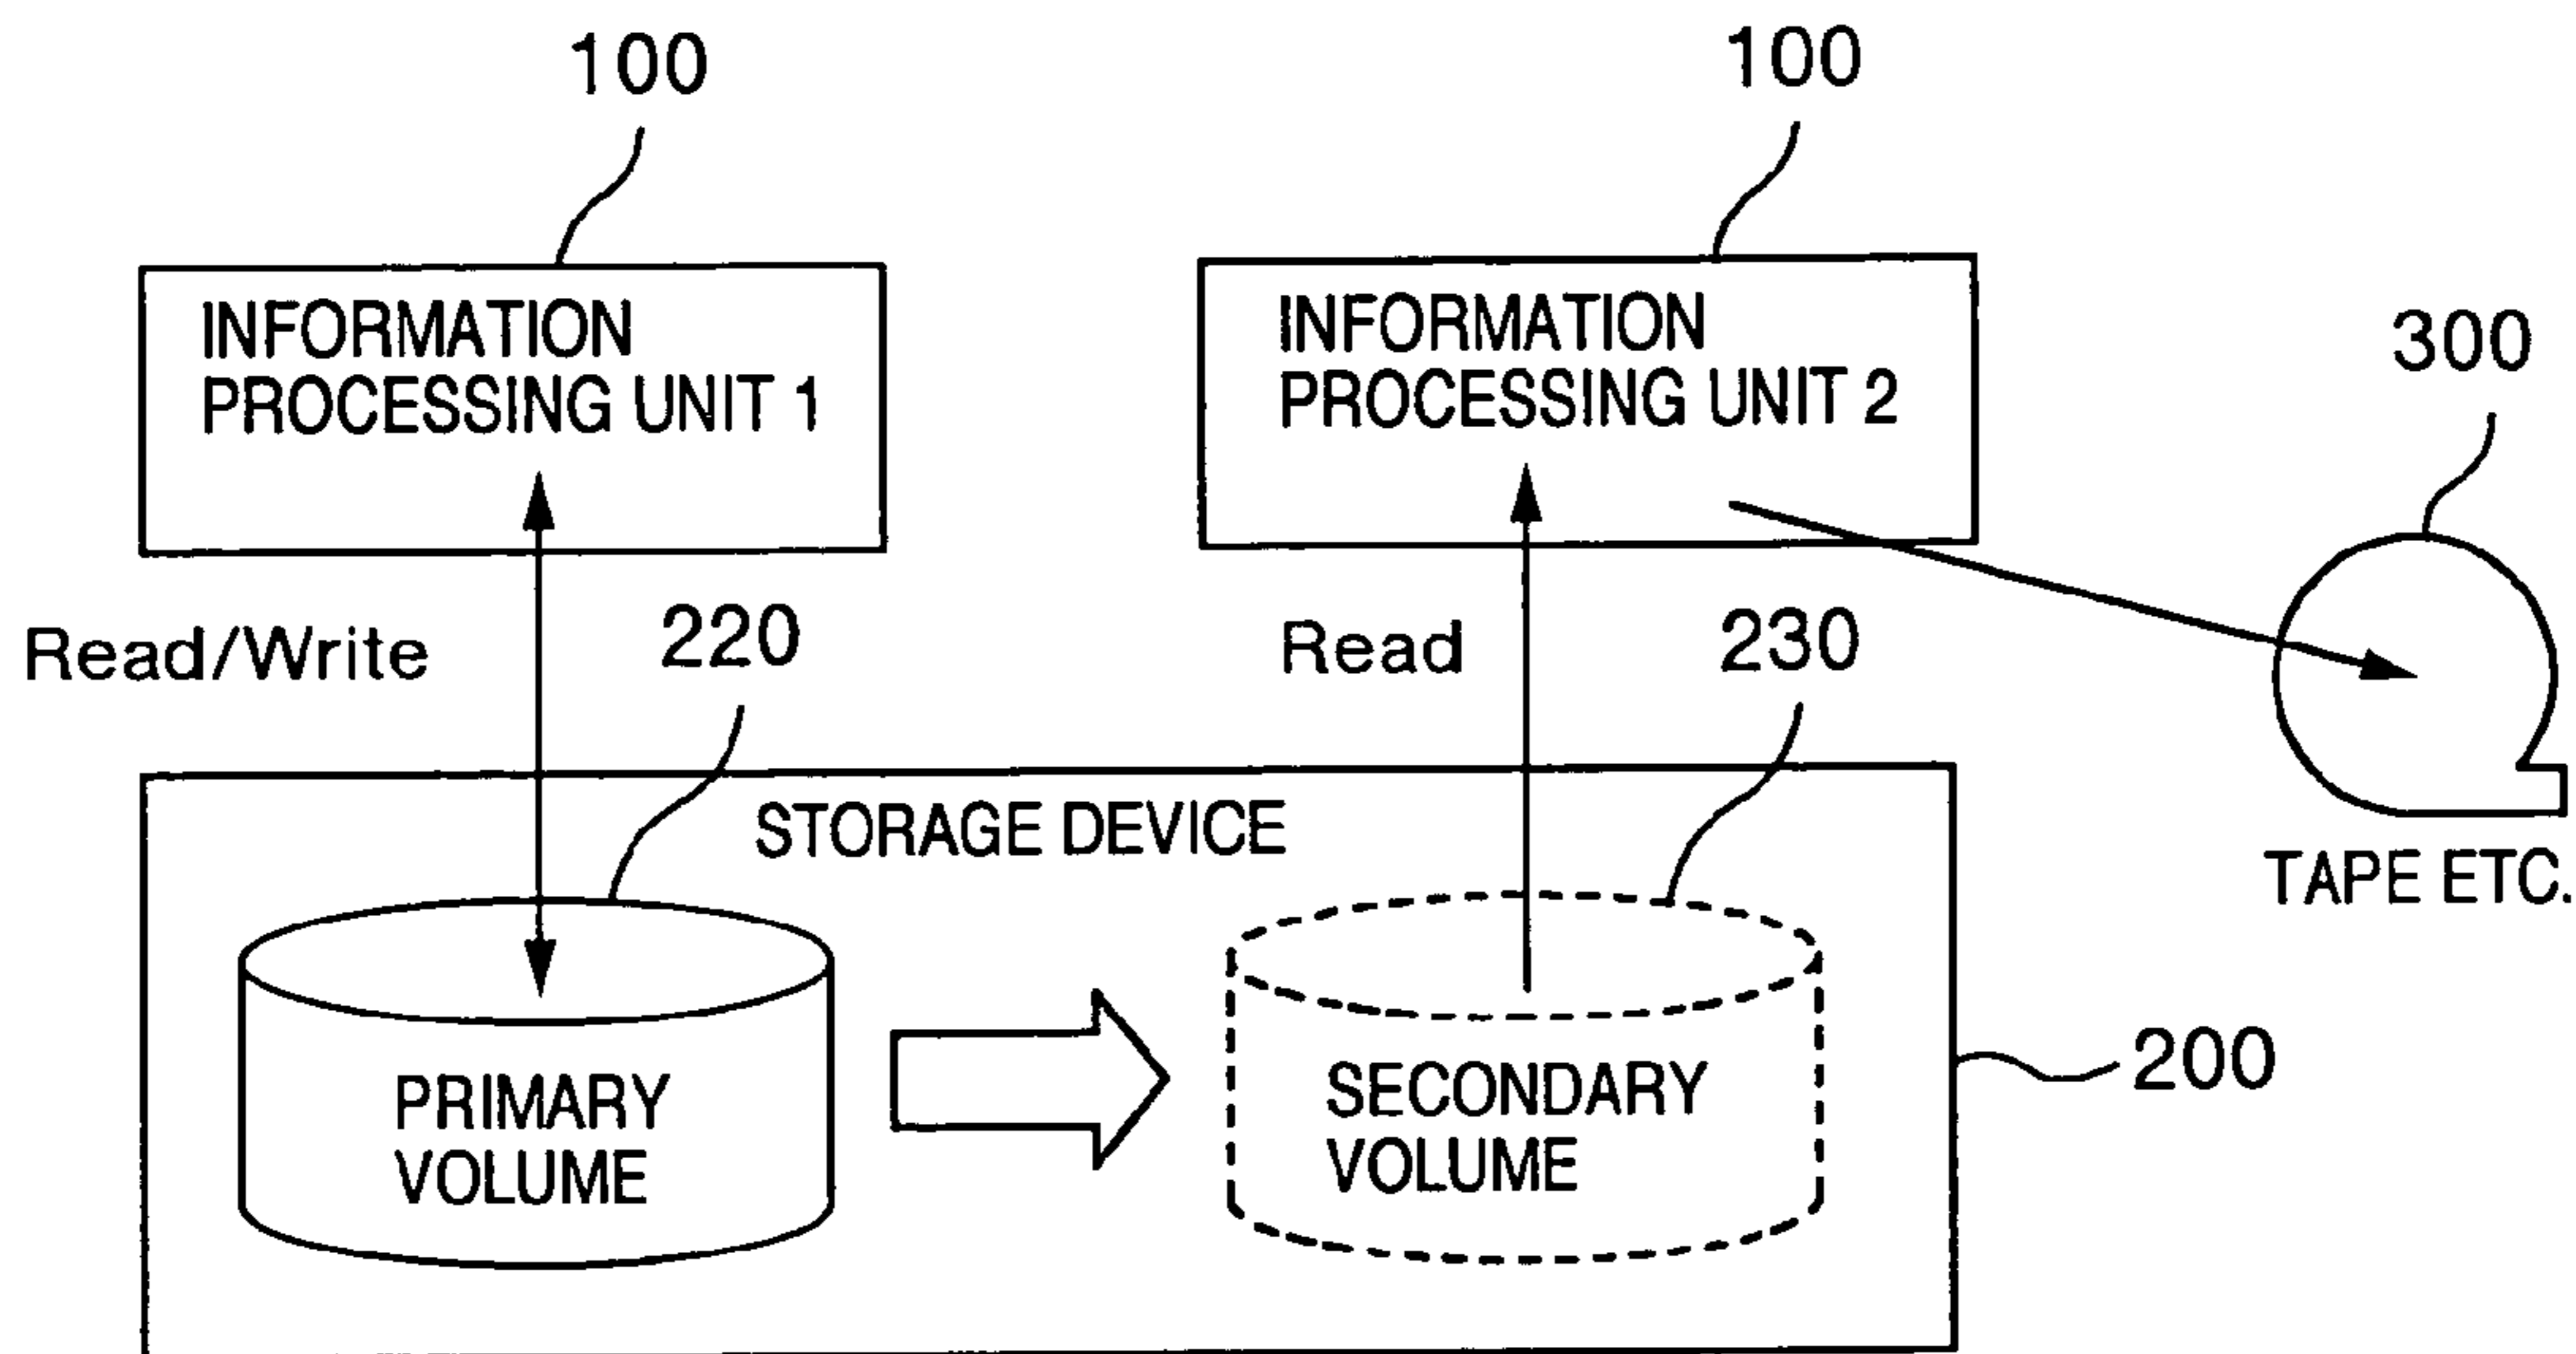 100
100
INFORMATION
PROCESSING UNIT 1
INFORMATION
PROCESSING UNIT 2
300
Read/Write
220
Read
230
STORAGE DEVICE
TAPE ETC.
PRIMARY
VOLUME
SECONDARY
VOLUME
200